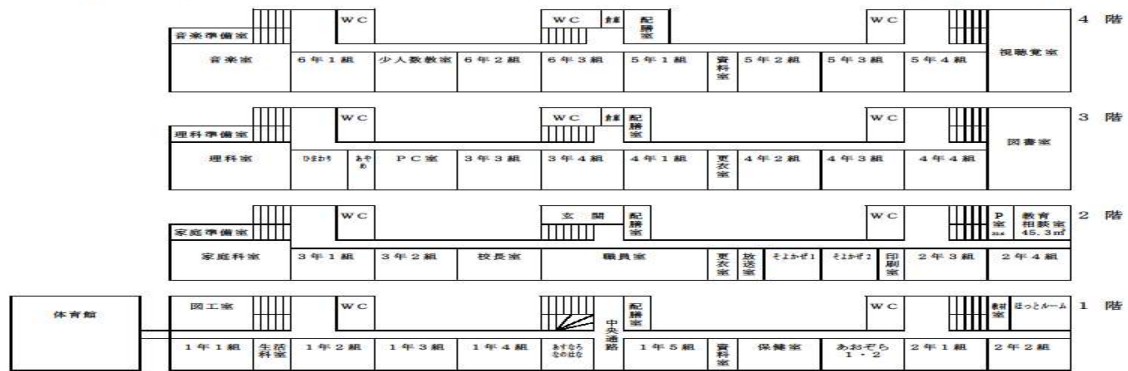 WC
WC
倉庫
配膳室
WC
4 階
音楽準備室
音楽室
6年1組
少人数教室
6年2組
6年3組
5年1組
資料室
5年2組
5年3組
5年4組
視聴覚室
WC
WC
倉庫
配膳室
WC
3 階
理科準備室
理科室
ひまわり
あやめ
PC室
3年3組
3年4組
4年1組
更衣室
4年2組
4年3組
4年4組
図書室
WC
玄 関
配膳室
WC
P室
教育
相談室
45.3㎡
2 階
家庭準備室
家庭科室
3年1組
3年2組
校長室
職員室
更衣室
放送室
そよかぜ1
そよかぜ2
印刷室
2年3組
2年4組
体育館
図工室
WC
中央通路
配膳室
WC
教材室
ほっとルーム
1 階
1年1組
生活科室
1年2組
1年3組
1年4組
あすなろ
なのはな
1年5組
資料室
保健室
あおぞら
1・2
2年1組
2年2組